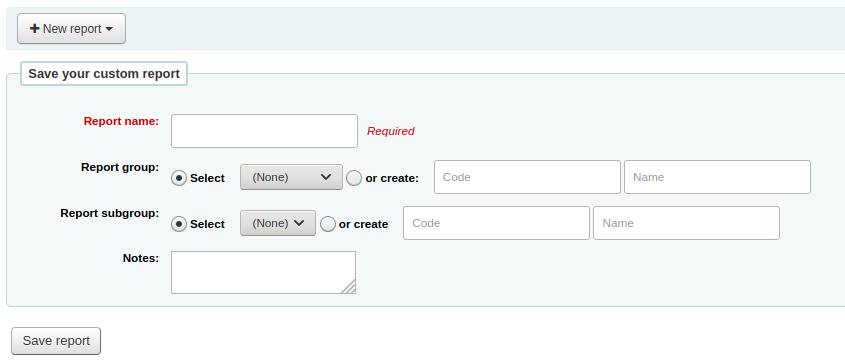 + New report
Save your custom report
Report name: Required
Report group: Select (None) or create: Code Name
Report subgroup: Select (None) or create Code Name
Notes:
Save report